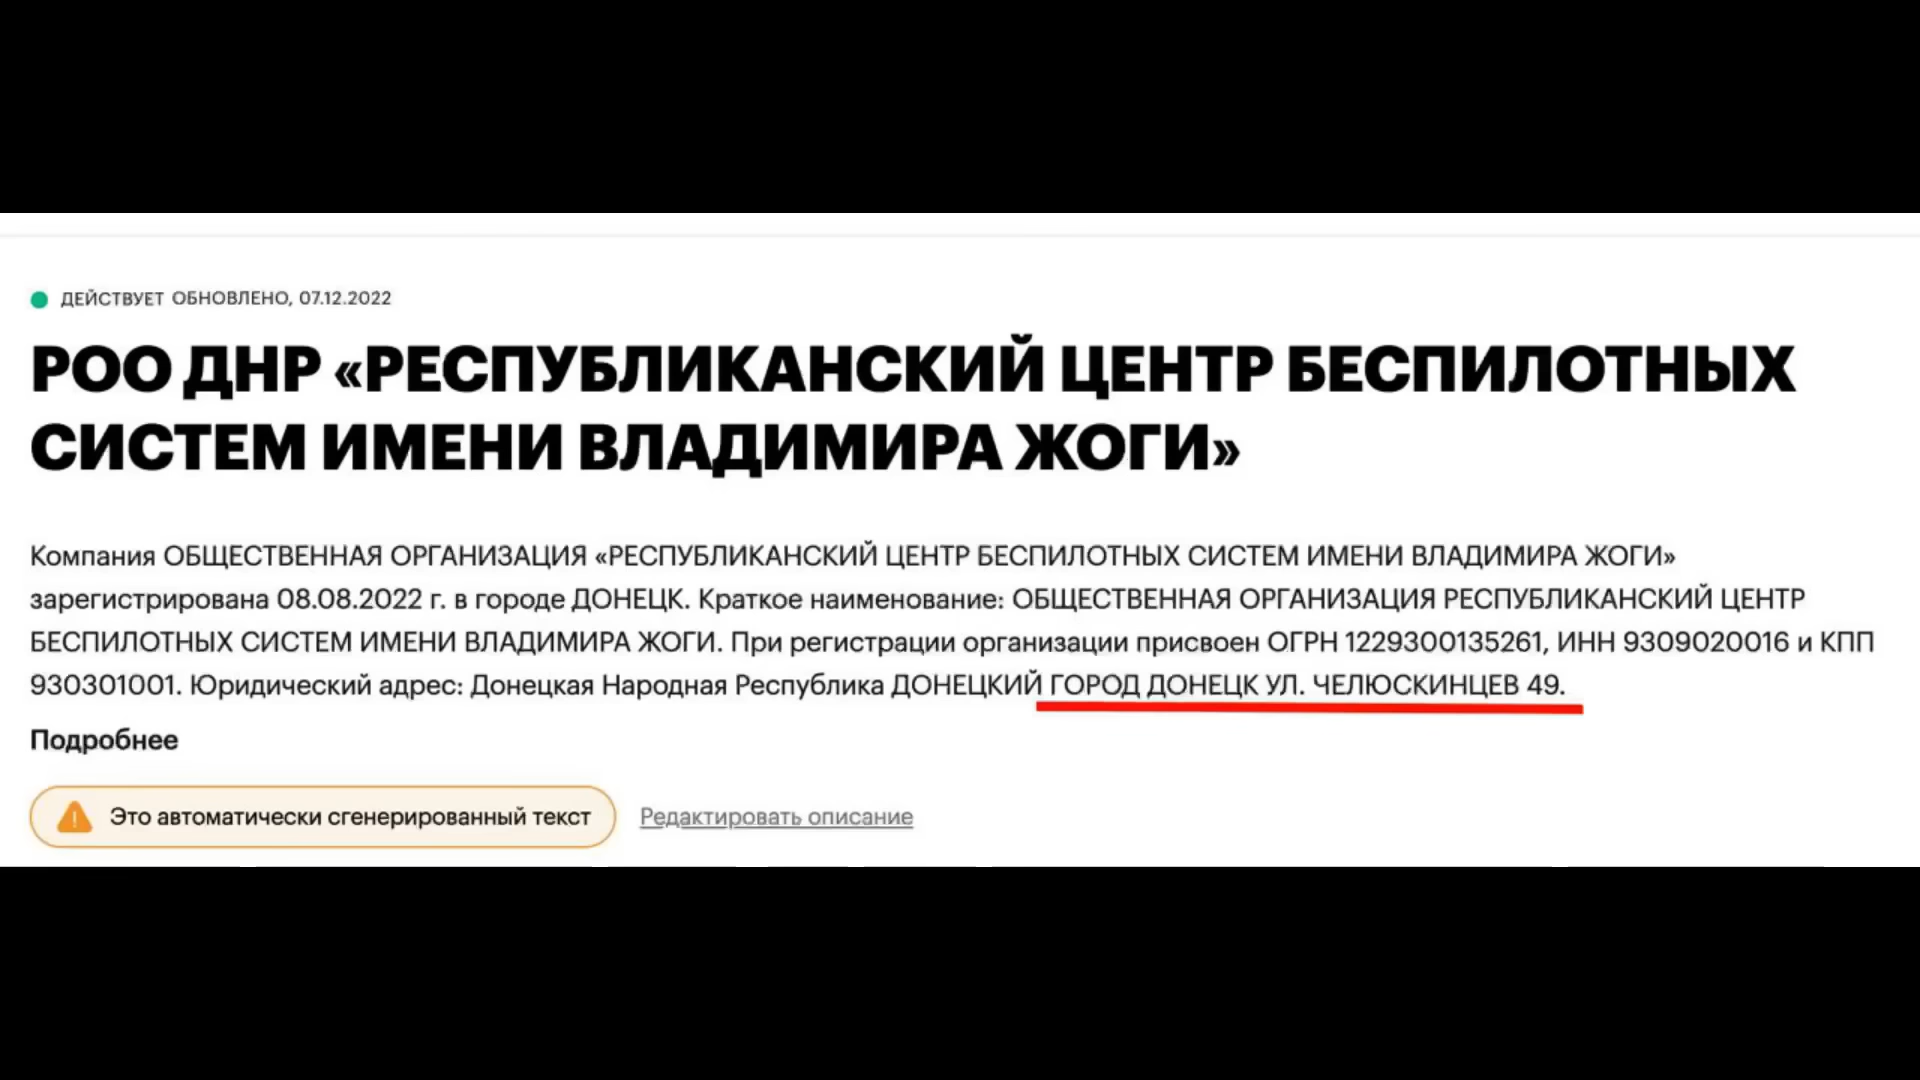 ДЕЙСТВУЕТ ОБНОВЛЕНО, 07.12.2022
РОО ДНР «РЕСПУБЛИКАНСКИЙ ЦЕНТР БЕСПИЛОТНЫХ
СИСТЕМ ИМЕНИ ВЛАДИМИРА ЖОГИ»
Компания ОБЩЕСТВЕННАЯ ОРГАНИЗАЦИЯ «РЕСПУБЛИКАНСКИЙ ЦЕНТР БЕСПИЛОТНЫХ СИСТЕМ ИМЕНИ ВЛАДИМИРА ЖОГИ»
зарегистрирована 08.08.2022 г. в городе ДОНЕЦК. Краткое наименование: ОБЩЕСТВЕННАЯ ОРГАНИЗАЦИЯ РЕСПУБЛИКАНСКИЙ ЦЕНТР
БЕСПИЛОТНЫХ СИСТЕМ ИМЕНИ ВЛАДИМИРА ЖОГИ. При регистрации организации присвоен ОГРН 1229300135261, ИНН 9309020016 и КПП
930301001. Юридический адрес: Донецкая Народная Республика ДОНЕЦКИЙ ГОРОД ДОНЕЦК УЛ. ЧЕЛЮСКИНЦЕВ 49.
Подробнее
Это автоматически сгенерированный текст
Редактировать описание